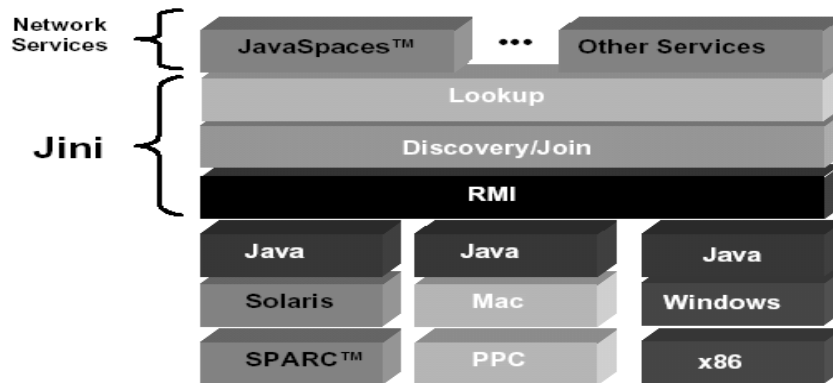 Network
Services
JavaSpaces™ ••• Other Services
Lookup
Jini
Discovery/Join
RMI
Java Java Java
Solaris Mac Windows
SPARC™ PPC x86